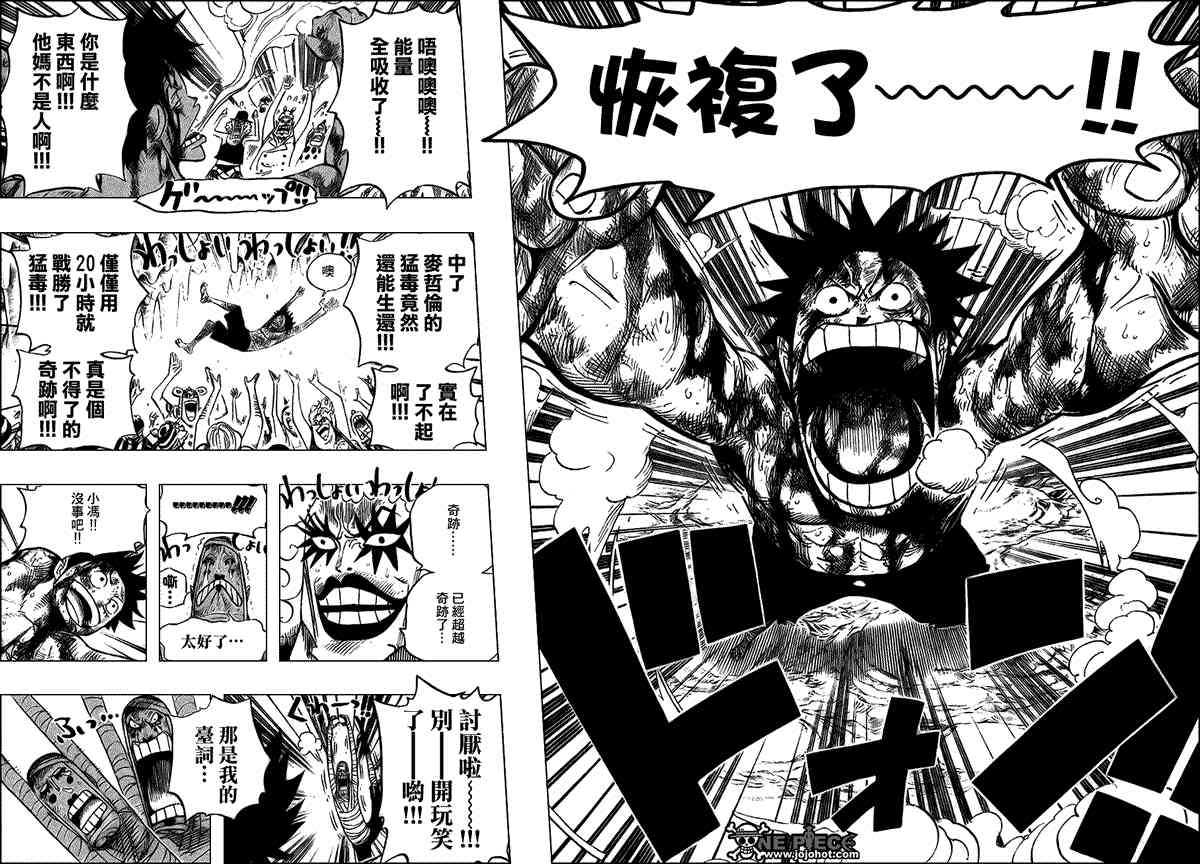 恢複了~~~~!!
ドオン
ONE PIECE
www.jojohot.com
唔噢噢噢~!!
能量
全吸收了~!!
你是什麼
東西啊!!!
他媽不是人啊!!!
ゲ〜〜ップ!!
わっしょいわっしょい!!
噢
中了
麥哲倫的
猛毒竟然
還能生還!!!
實在
了不起
啊!!!
僅僅用
20小時就
戰勝了
猛毒!!!
真是個
不得了的
奇跡啊!!!
わっしょいわっしょい
奇跡……
已經超越
奇跡了…
!!!
わっしょい
嘶…
太好了…
小馮!!
沒事吧!!
討厭啦~!!!
別——開玩笑
了——喲!!!
那是我的
臺詞…
ふっ…